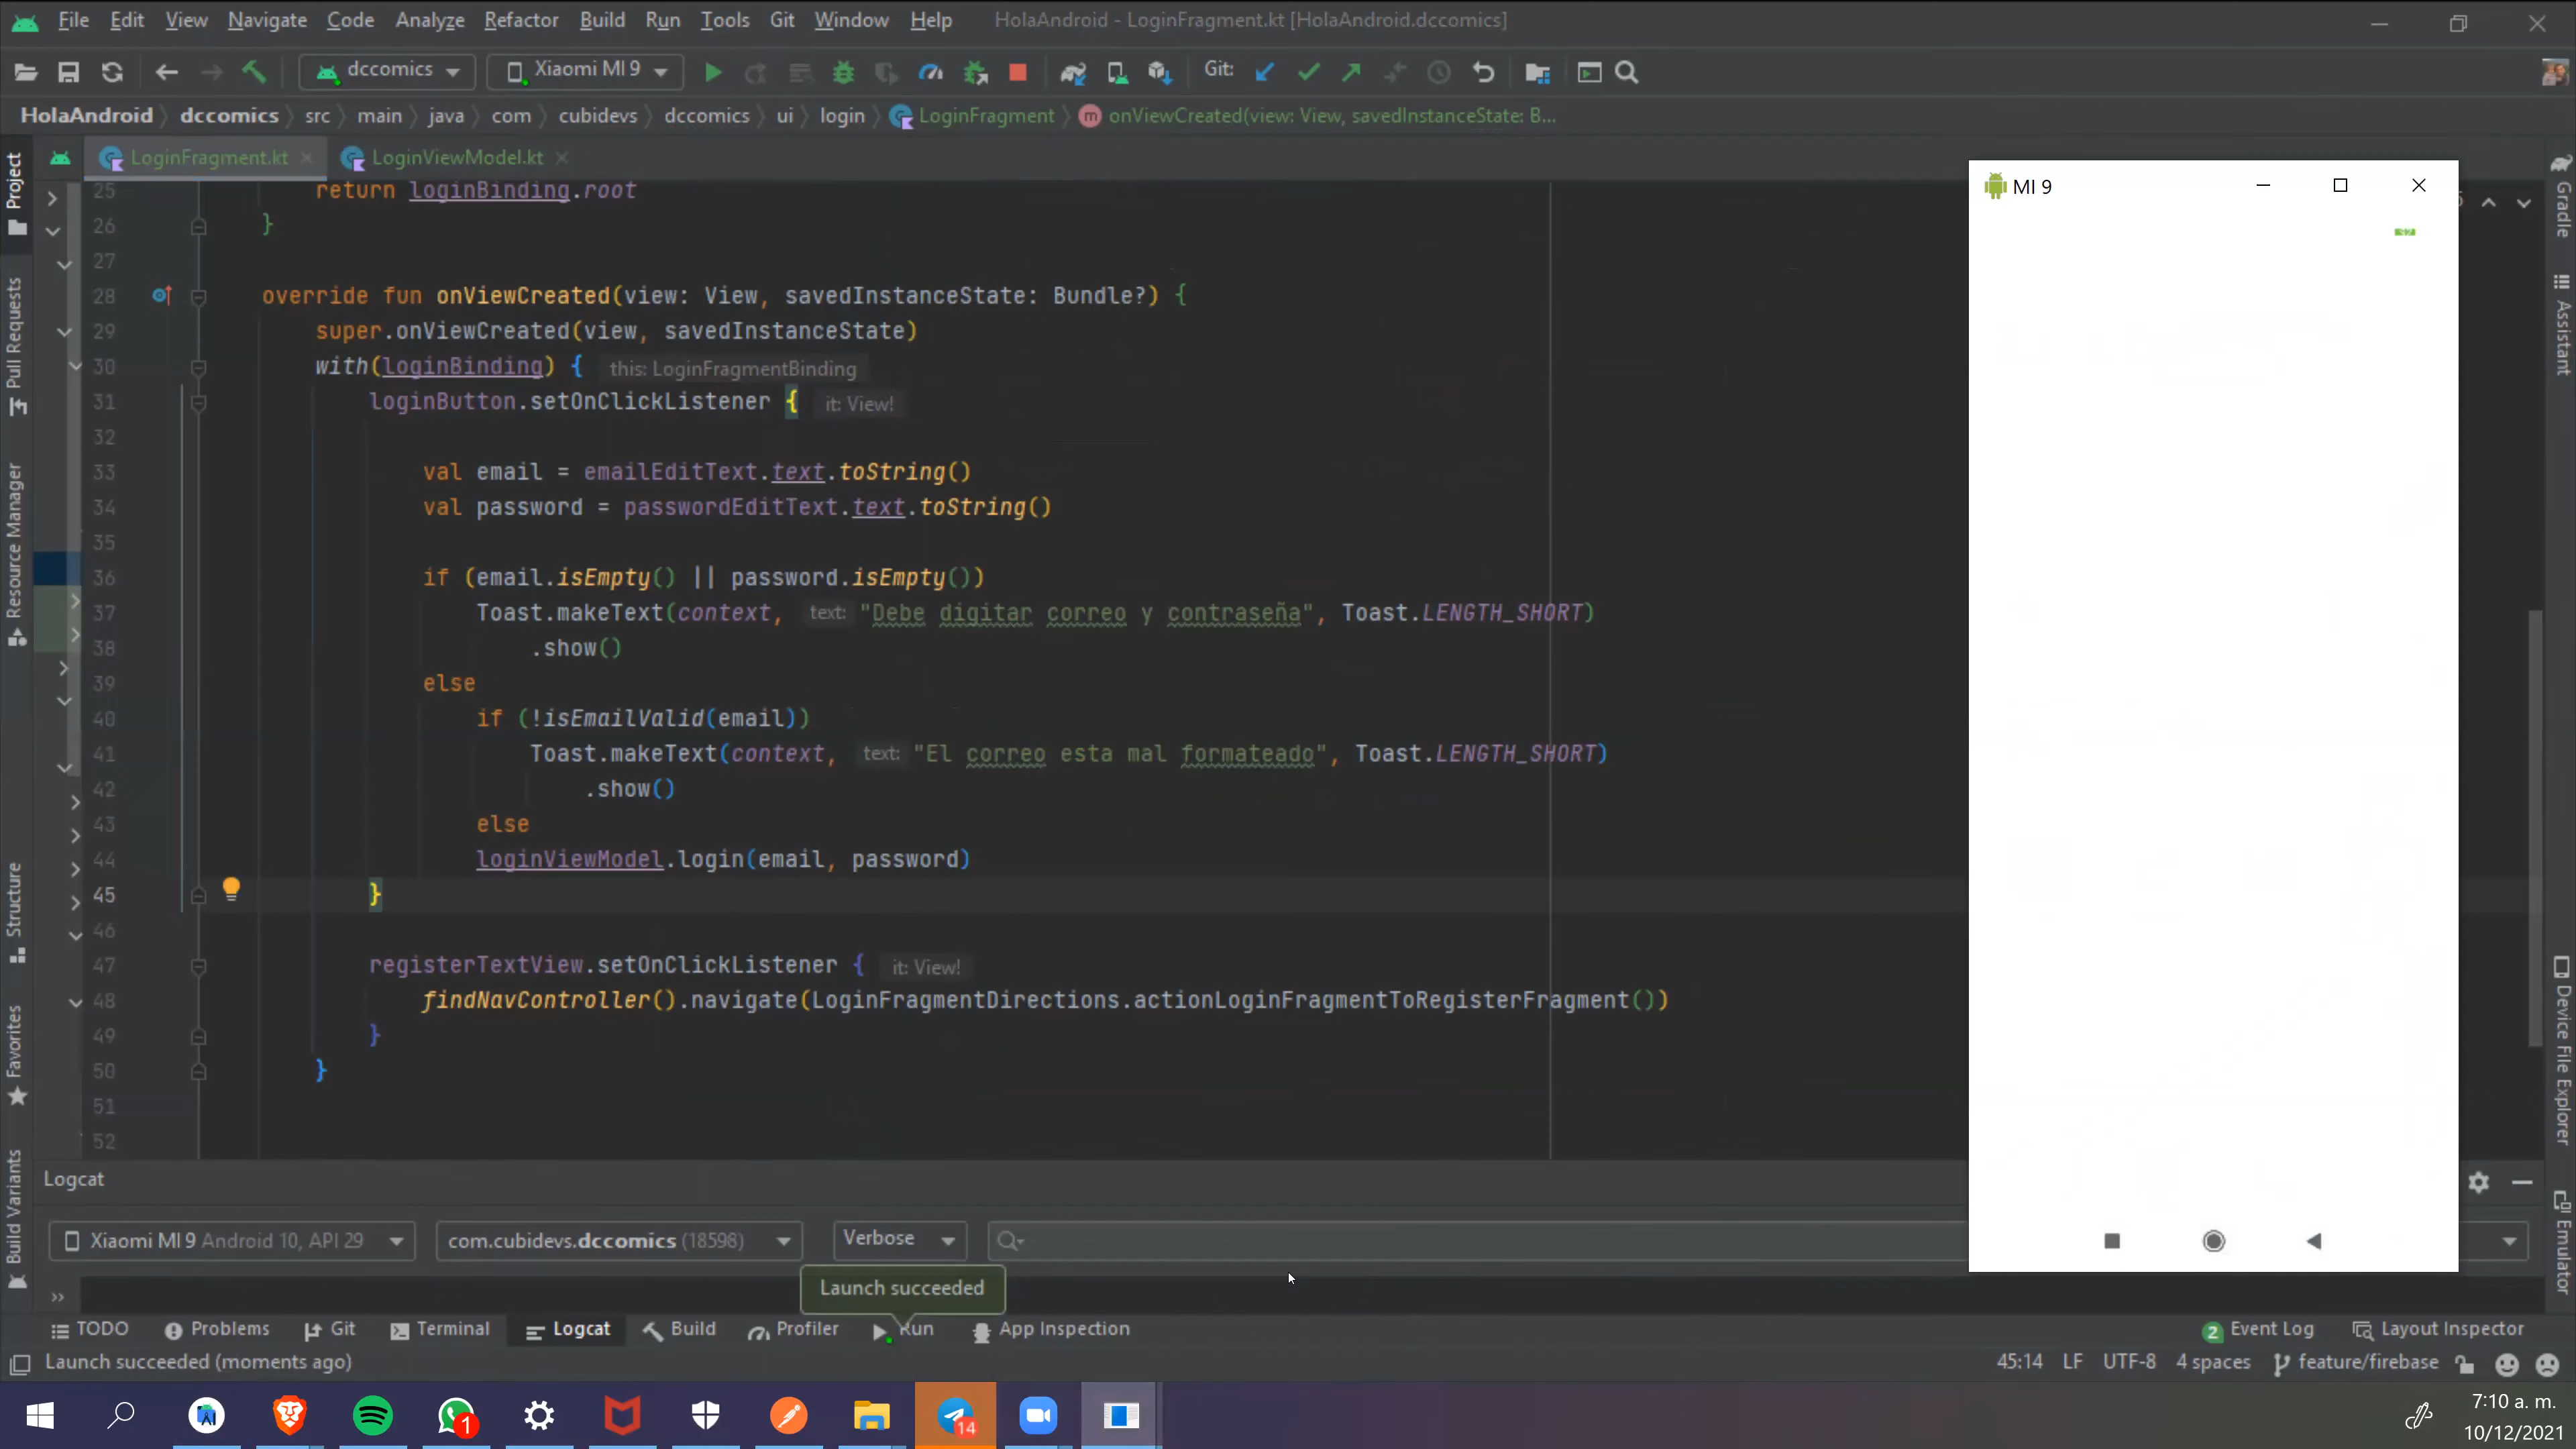 File Edit View Navigate Code Analyze Refactor Build Run Tools Git Window Help HolaAndroid - LoginFragment.kt [HolaAndroid.dccomics]
dccomics Xiaomi MI 9 Git:
HolaAndroid dccomics src main java com cubidevs dccomics ui login LoginFragment m onViewCreated(view: View, savedInstanceState: B...
LoginFragment.kt LoginViewModel.kt
Project
Pull Requests
Resource Manager
Structure
Favorites
Build Variants
25 return loginBinding.root
26 }
27
28 override fun onViewCreated(view: View, savedInstanceState: Bundle?) {
29 super.onViewCreated(view, savedInstanceState)
30 with(loginBinding) { this: LoginFragmentBinding
31 loginButton.setOnClickListener { it: View!
32
33 val email = emailEditText.text.toString()
34 val password = passwordEditText.text.toString()
35
36 if (email.isEmpty() || password.isEmpty())
37 Toast.makeText(context, text: "Debe digitar correo y contraseña", Toast.LENGTH_SHORT)
38 .show()
39 else
40 if (!isEmailValid(email))
41 Toast.makeText(context, text: "El correo esta mal formateado", Toast.LENGTH_SHORT)
42 .show()
43 else
44 loginViewModel.login(email, password)
45 }
46
47 registerTextView.setOnClickListener { it: View!
48 findNavController().navigate(LoginFragmentDirections.actionLoginFragmentToRegisterFragment())
49 }
50 }
51
52
MI 9
Gradle
Assistant
Device File Explorer
Emulator
Logcat
Xiaomi MI 9 Android 10, API 29 com.cubidevs.dccomics (18598) Verbose
Launch succeeded
TODO Problems Git Terminal Logcat Build Profiler Run App Inspection 2 Event Log Layout Inspector
Launch succeeded (moments ago) 45:14 LF UTF-8 4 spaces feature/firebase
1 14
7:10 a. m.
10/12/2021